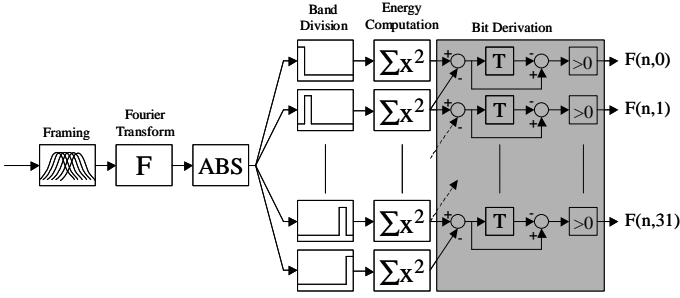 Band
Division
Energy
Computation
Bit Derivation
∑x²
+
-
T
-
+
>0
F(n,0)
∑x²
+
-
T
-
+
>0
F(n,1)
Framing
Fourier
Transform
F
ABS
∑x²
+
-
T
-
+
>0
F(n,31)
∑x²